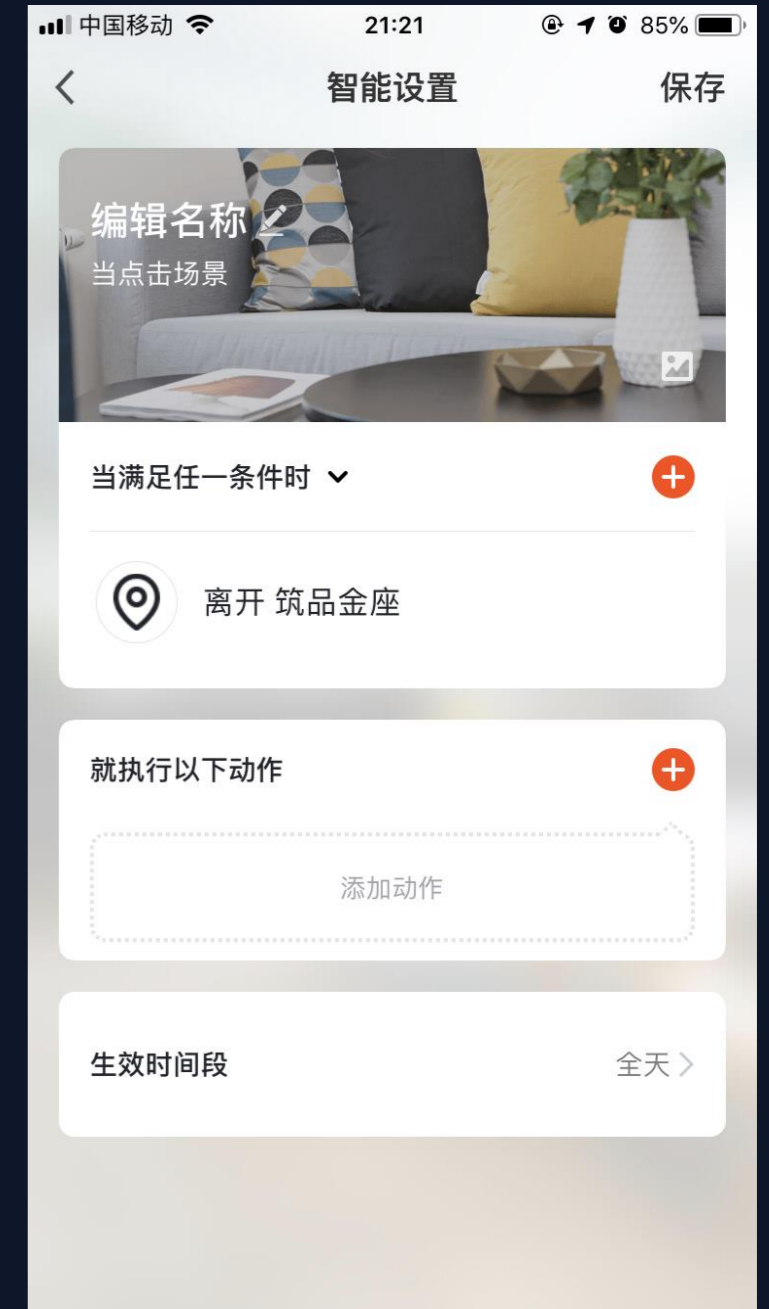 中国移动 21:21 85%
智能设置 保存
编辑名称
当点击场景
当满足任一条件时
离开 筑品金座
就执行以下动作
添加动作
生效时间段 全天